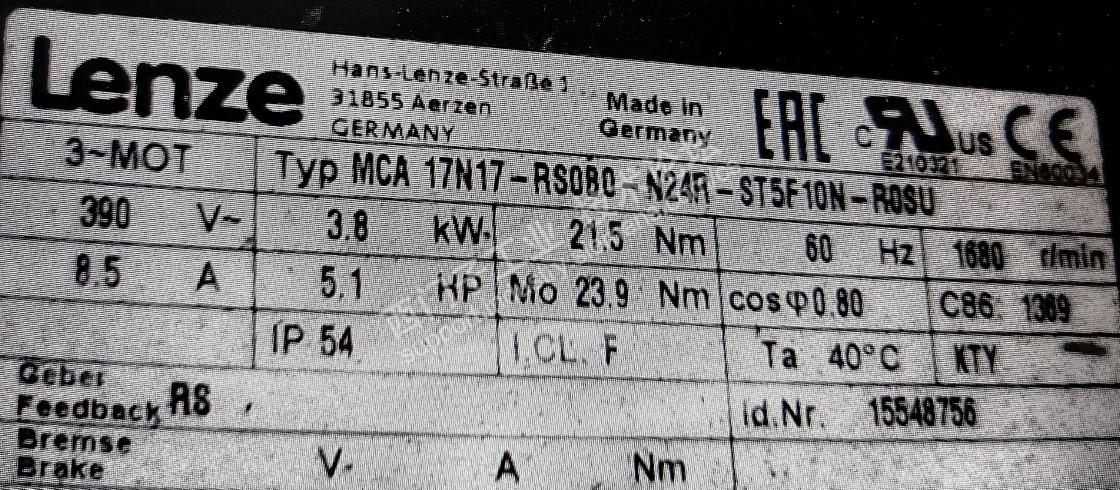 Lenze
Hans-Lenze-Straße 1
31855 Aerzen
GERMANY
Made in
Germany
EAC
c RU US
E210321
CE
EN60034
3~MOT Typ MCA 17N17-RS0B0-N24R-ST5F10N-R0SU
390 V~ 3.8 kW 21.5 Nm 60 Hz 1680 r/min
8.5 A 5.1 HP Mo 23.9 Nm cosφ0.80 C86: 1369
IP 54 I.CL. F Ta 40°C KTY
Geber
Feedback RS
id.Nr. 15548756
Bremse
Brake V- A Nm